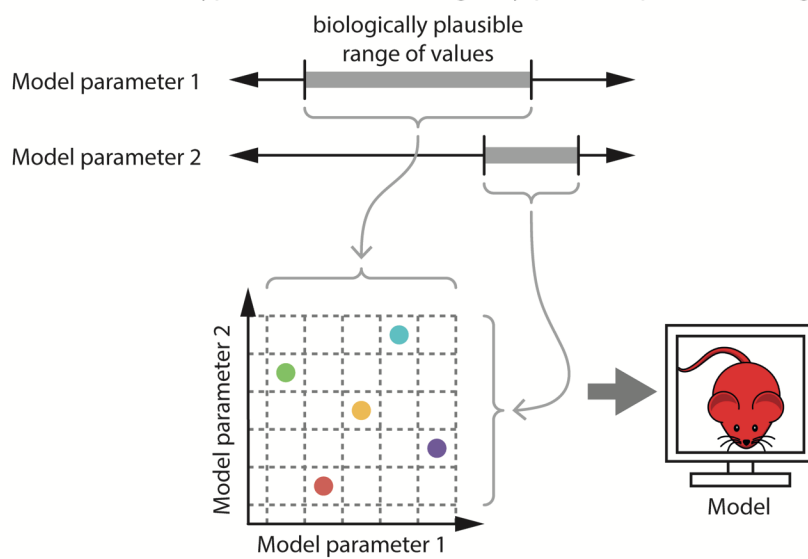 biologically plausible
range of values
Model parameter 1
Model parameter 2
Model parameter 2
Model parameter 1
Model